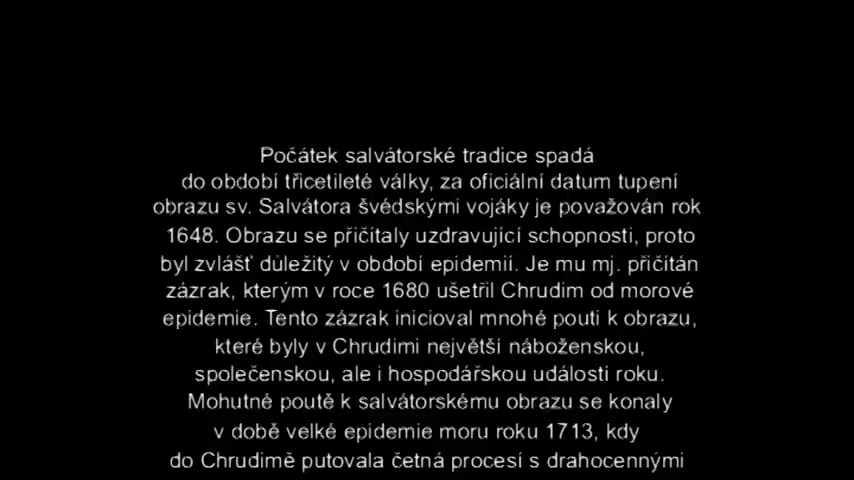 Počátek salvátorské tradice spadá
do období třicetileté války, za oficiální datum tupení
obrazu sv. Salvátora švédskými vojáky je považován rok
1648. Obrazu se přičítaly uzdravující schopnosti, proto
byl zvlášť důležitý v období epidemií. Je mu mj. přičítán
zázrak, kterým v roce 1680 ušetřil Chrudim od morové
epidemie. Tento zázrak inicioval mnohé pouti k obrazu,
které byly v Chrudimi největší náboženskou,
společenskou, ale i hospodářskou událostí roku.
Mohutné poutě k salvátorskému obrazu se konaly
v době velké epidemie moru roku 1713, kdy
do Chrudimě putovala četná procesí s drahocennými